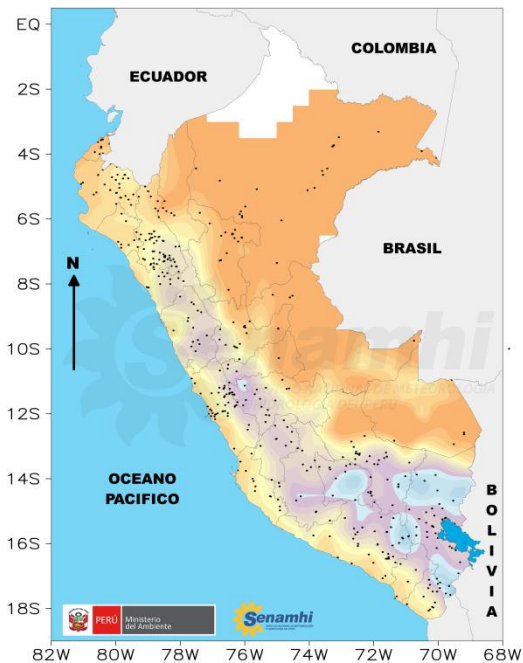 EQ
COLOMBIA
ECUADOR
2S
4S
6S
BRASIL
N
8S
Senamhi
10S
12S
14S
OCEANO
PACIFICO
BOLIVIA
16S
PERÚ
Ministerio
del Ambiente
Senamhi
18S
82W 80W 78W 76W 74W 72W 70W 68W